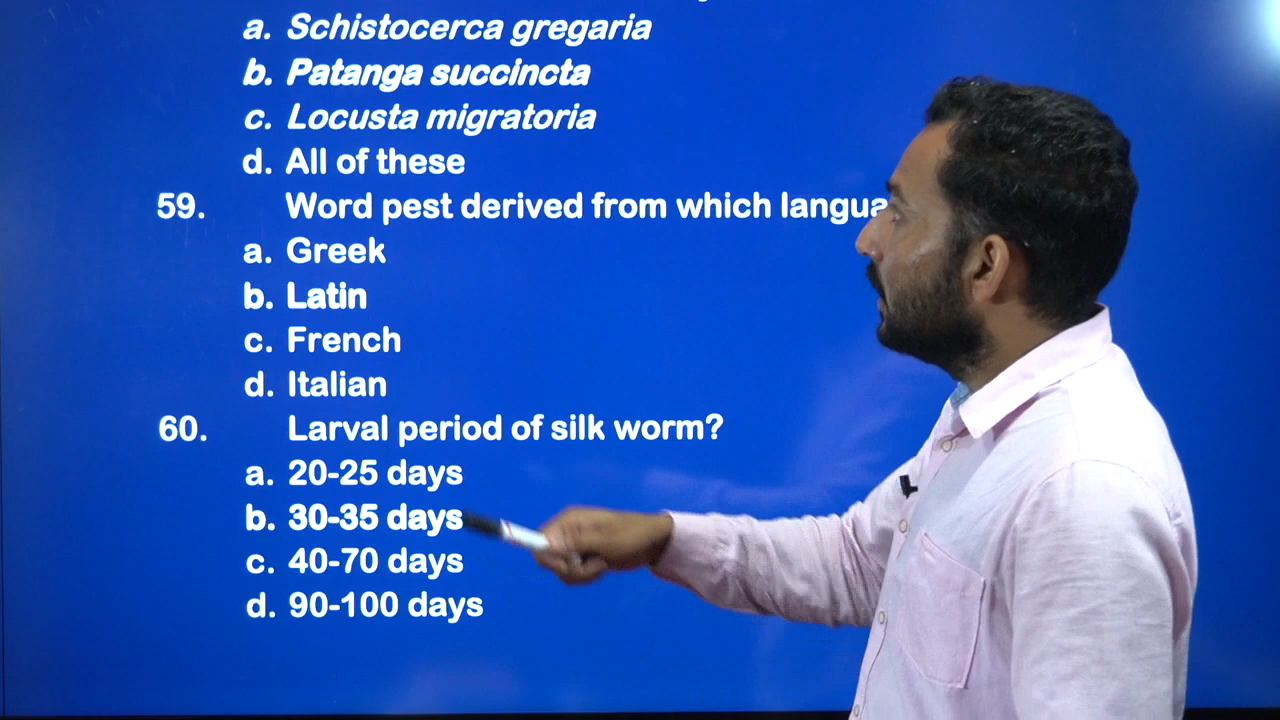 a. Schistocerca gregaria
b. Patanga succincta
c. Locusta migratoria
d. All of these
59. Word pest derived from which langua
a. Greek
b. Latin
c. French
d. Italian
60. Larval period of silk worm?
a. 20-25 days
b. 30-35 days
c. 40-70 days
d. 90-100 days